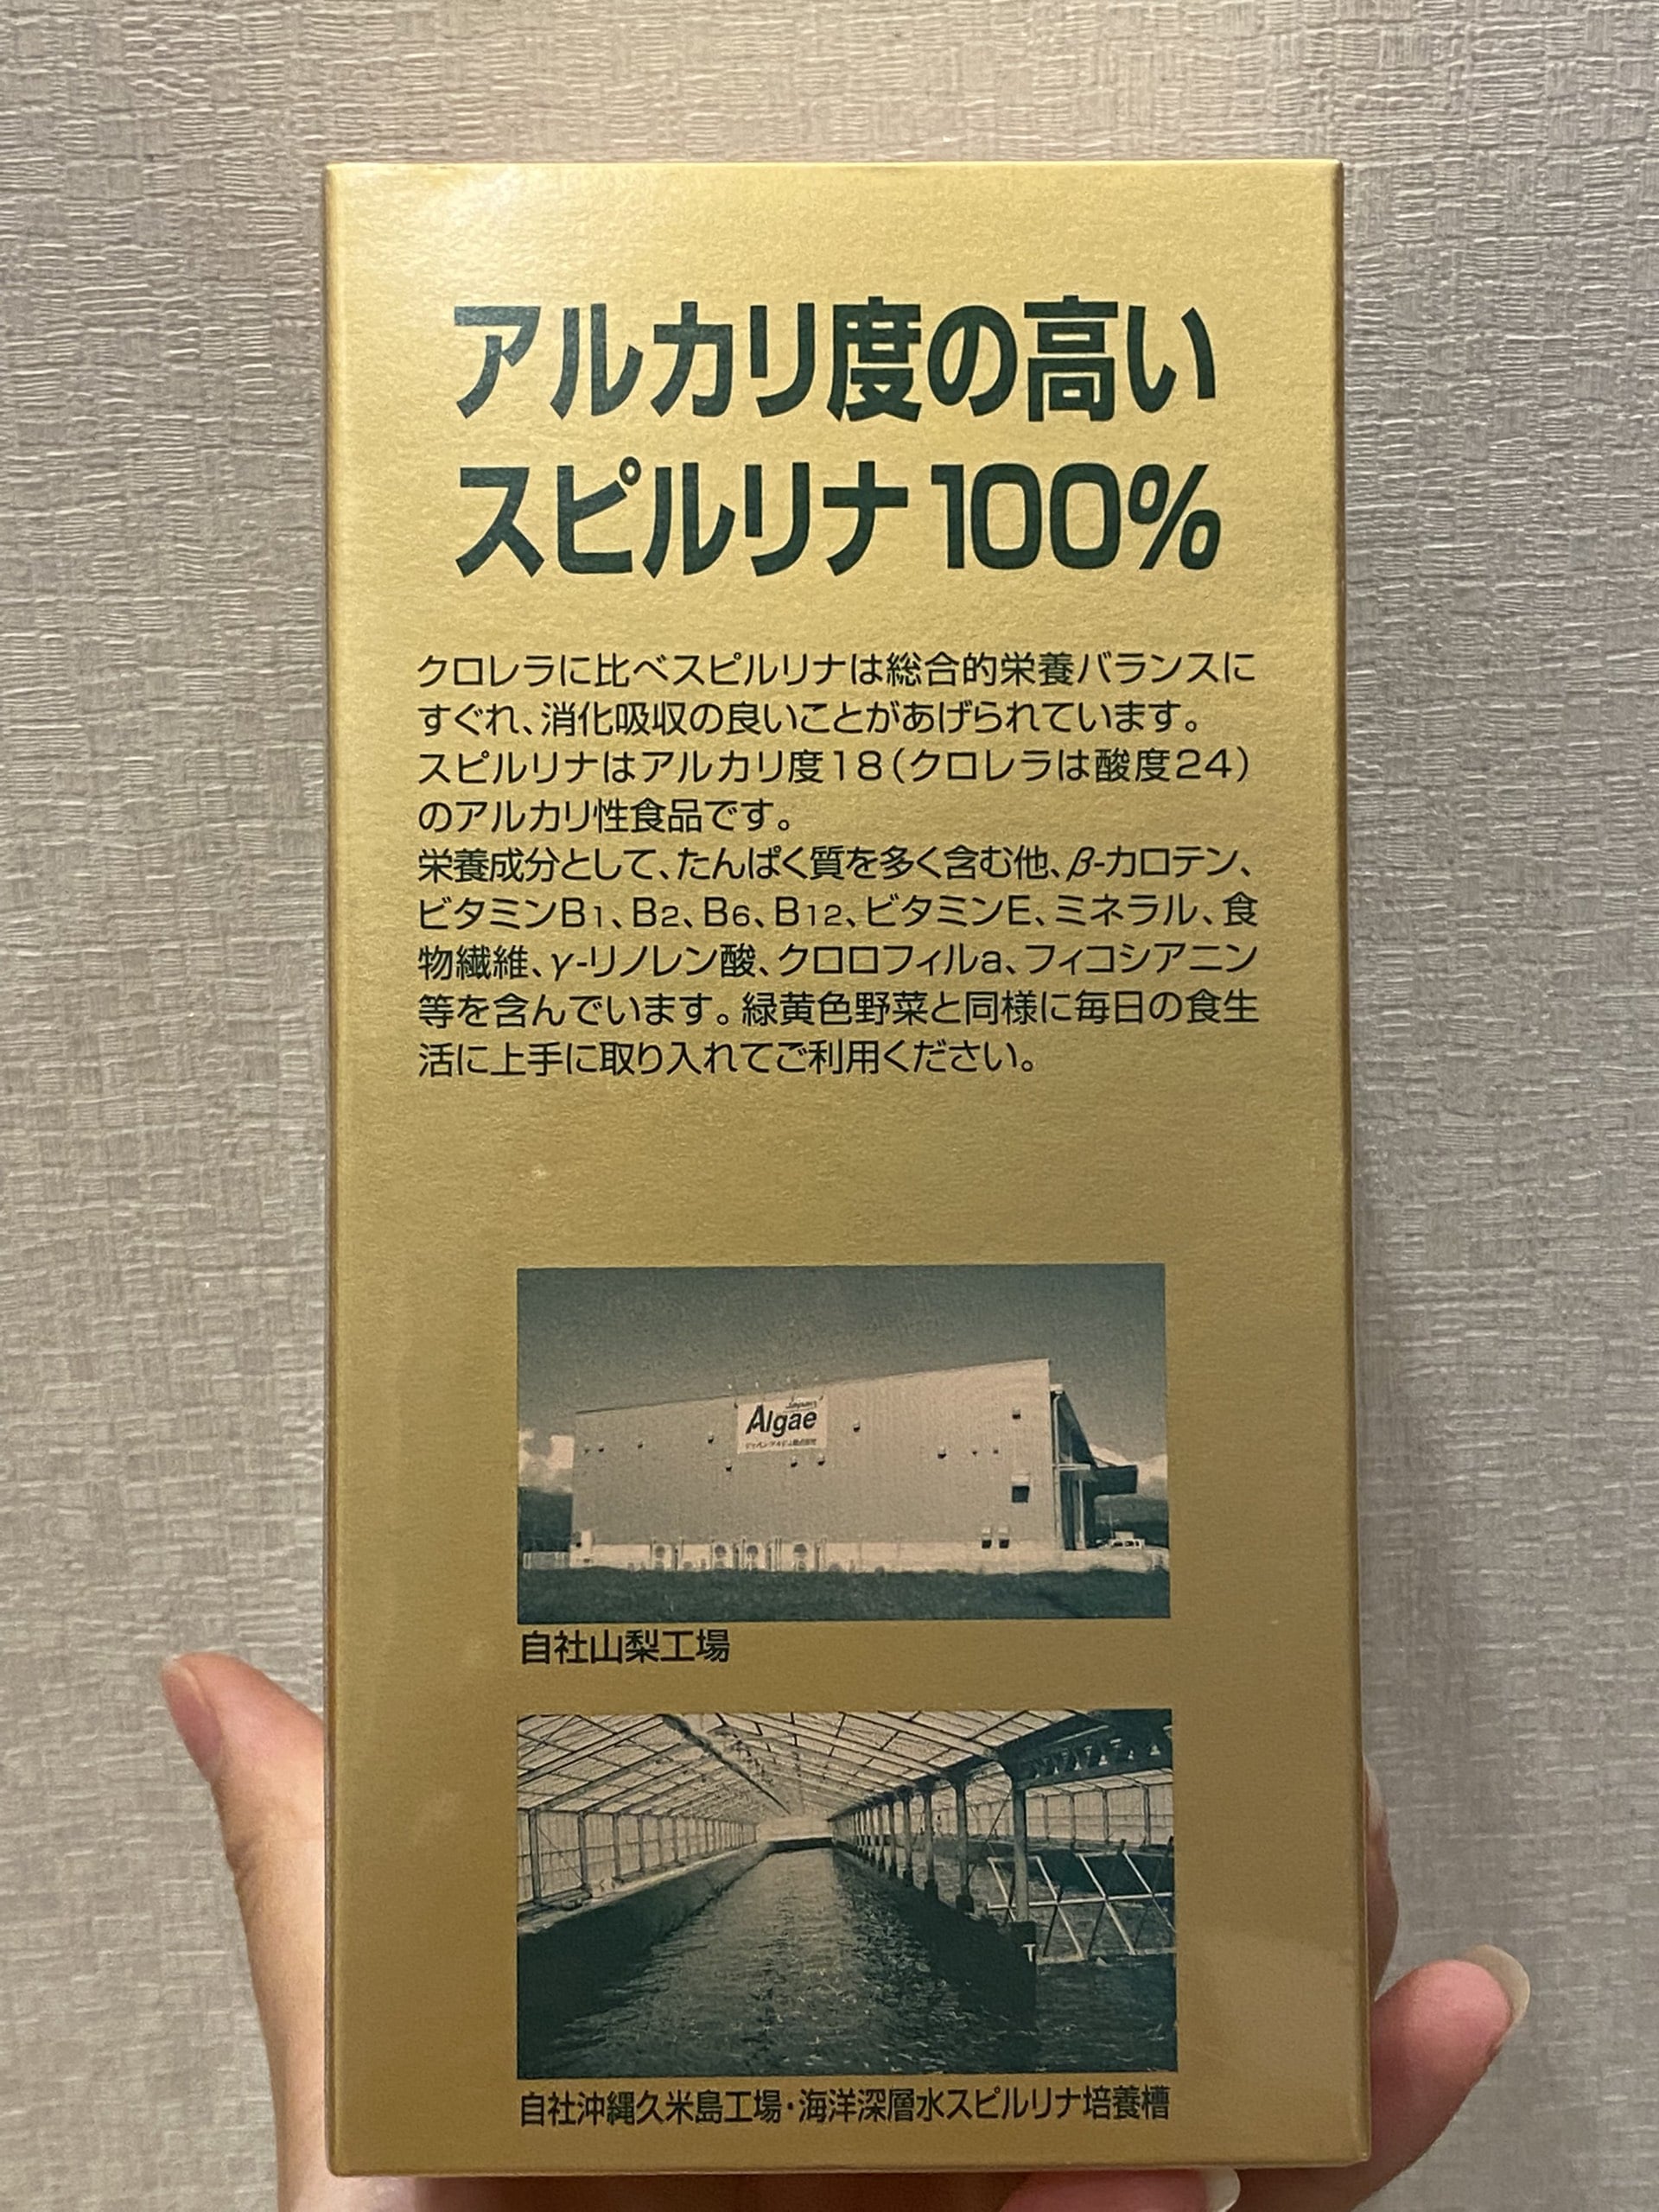 アルカリ度の高い
スピルリナ100%
クロレラに比べスピルリナは総合的栄養バランスに
すぐれ、消化吸収の良いことがあげられています。
スピルリナはアルカリ度18(クロレラは酸度24)
のアルカリ性食品です。
栄養成分として、たんぱく質を多く含む他、β-カロテン、
ビタミンB1、B2、B6、B12、ビタミンE、ミネラル、食
物繊維、γ-リノレン酸、クロロフィルa、フィコシアニン
等を含んでいます。緑黄色野菜と同様に毎日の食生
活に上手に取り入れてご利用ください。
Japan
Algae
自社山梨工場
自社沖縄久米島工場・海洋深層水スピルリナ培養槽